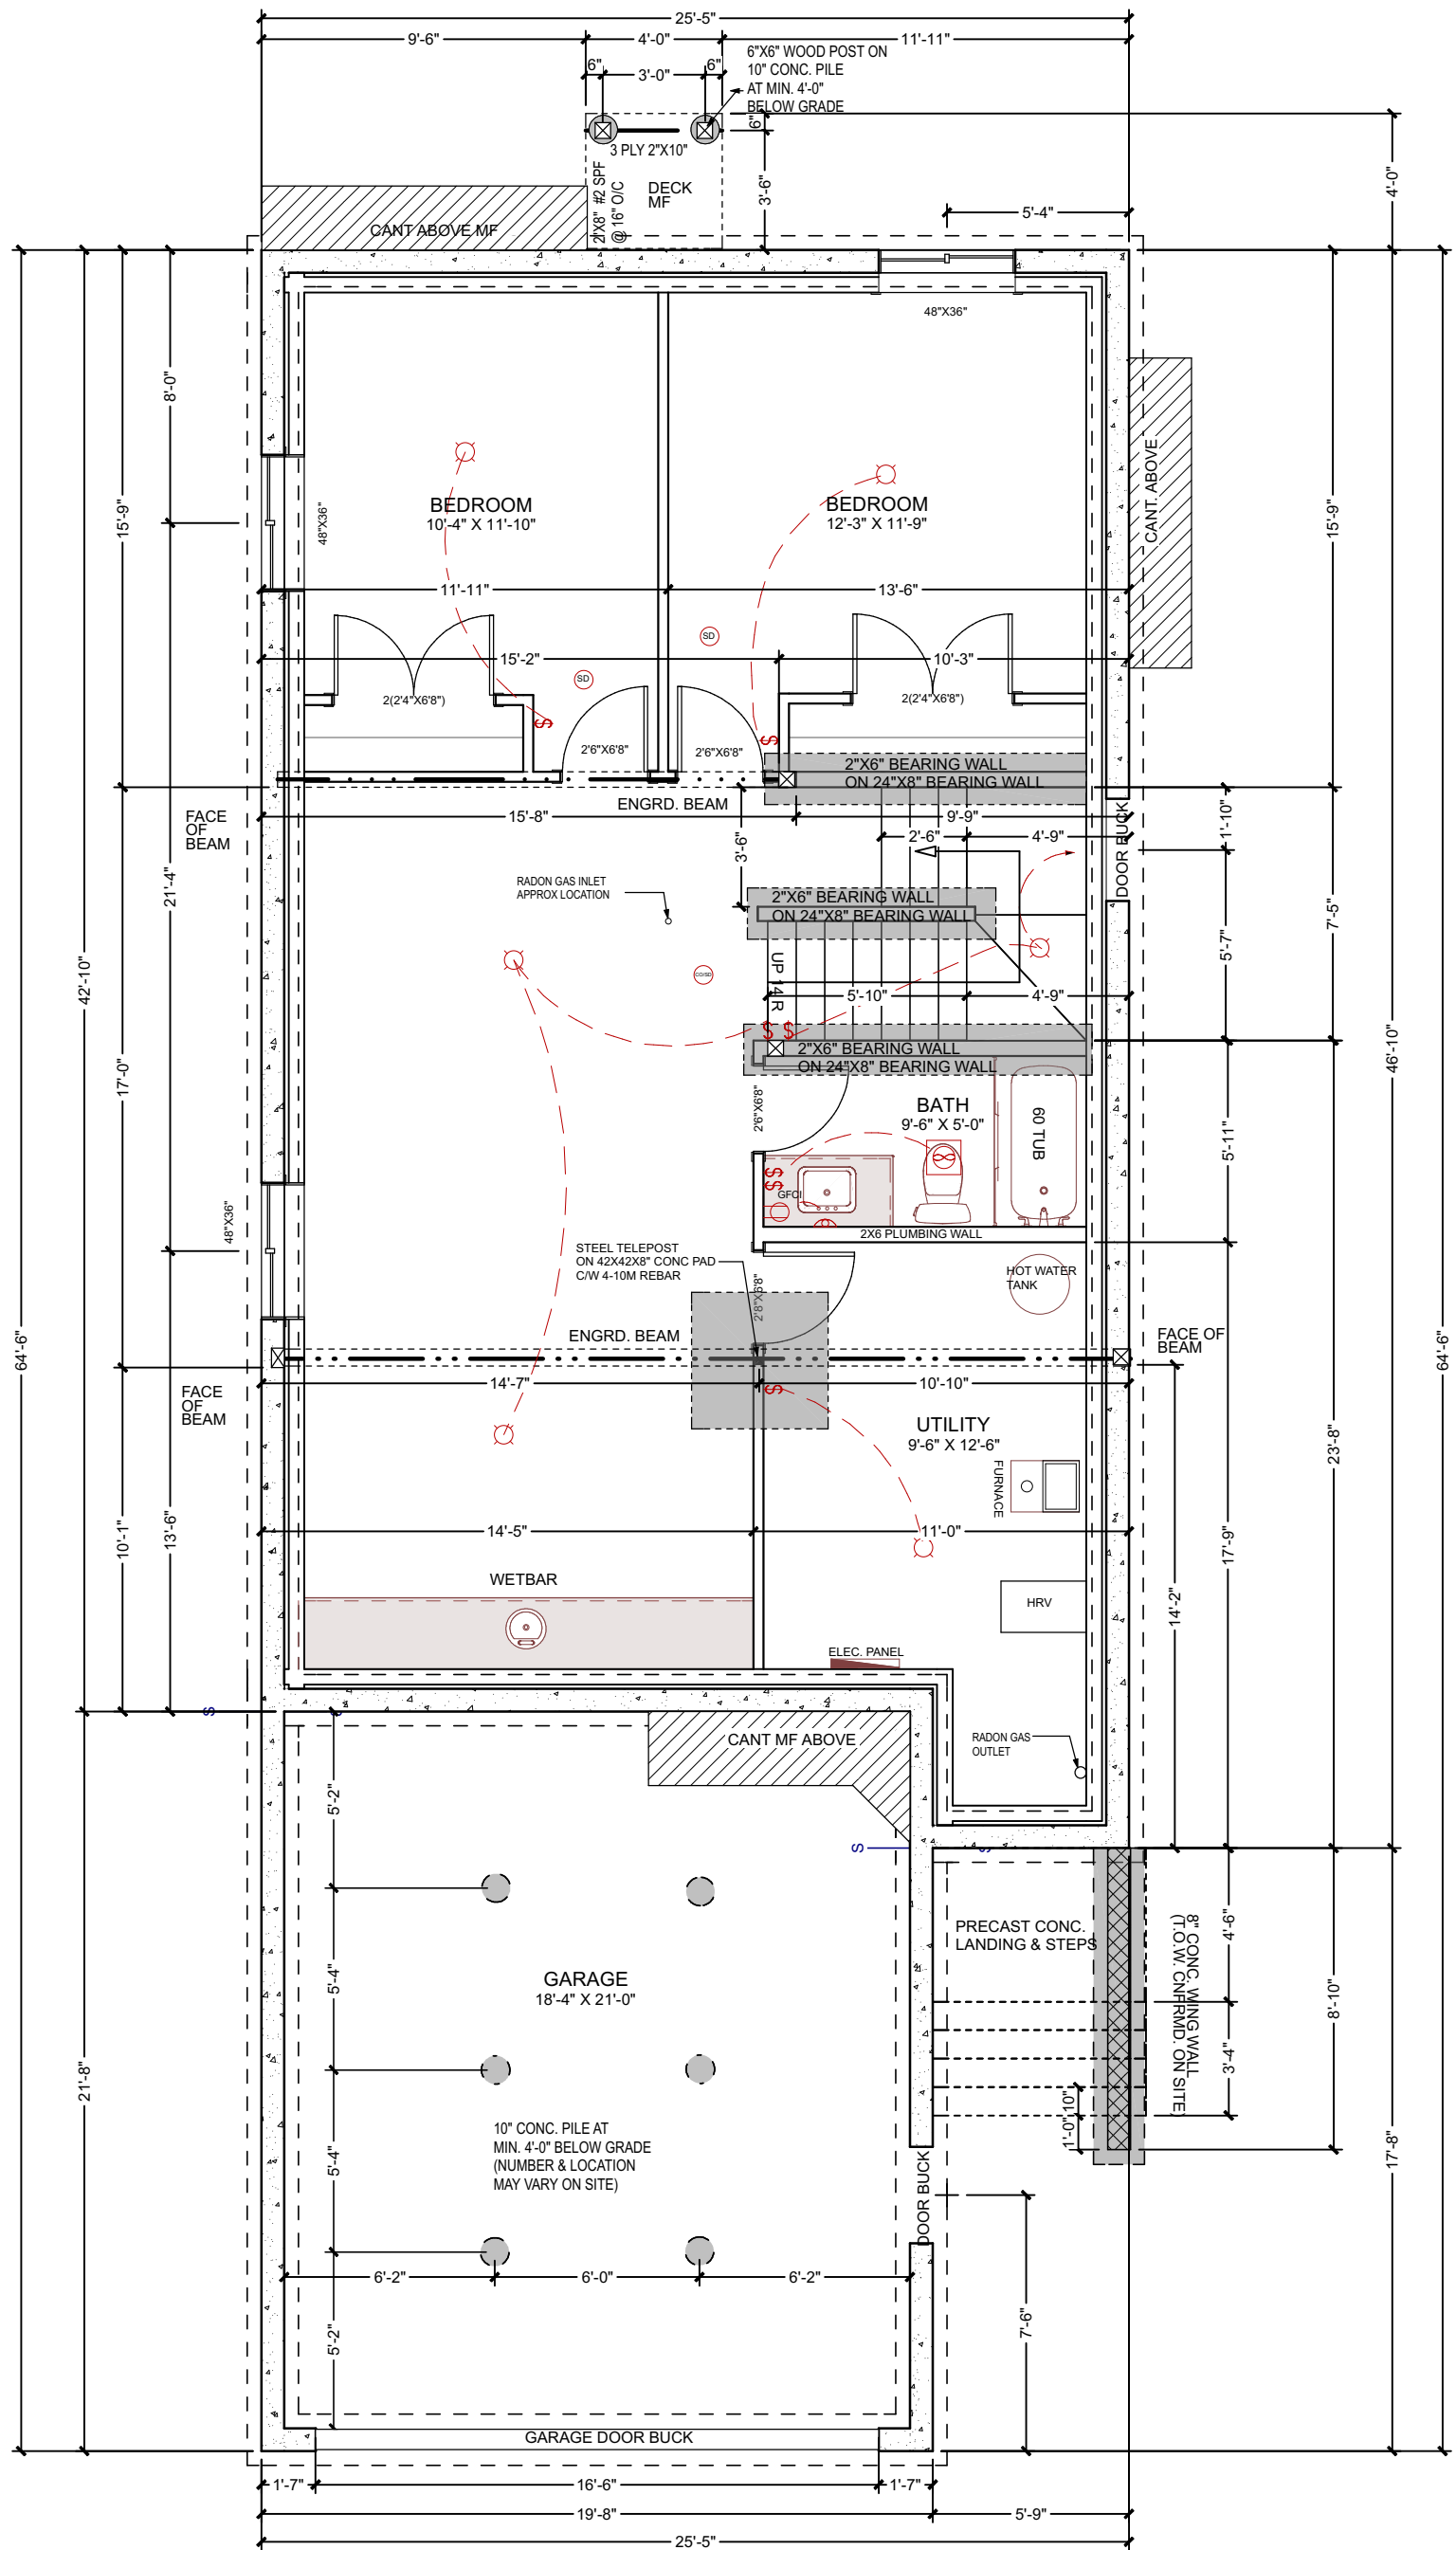 25'-5"
9'-6"
4'-0"
11'-11"
6"
3'-0"
6"
6"X6" WOOD POST ON
10" CONC. PILE
AT MIN. 4'-0"
BELOW GRADE
6"
3 PLY 2"X10"
2"X8" #2 SPF
@ 16" O/C
DECK
MF
3'-6"
4'-0"
5'-4"
CANT ABOVE MF
48"X36"
8'-0"
15'-9"
48"X36"
BEDROOM
10'-4" X 11'-10"
BEDROOM
12'-3" X 11'-9"
CANT. ABOVE
15'-9"
11'-11"
13'-6"
SD
SD
15'-2"
10'-3"
2(2'4"X6'8")
2(2'4"X6'8")
$
$
2'6"X6'8"
2'6"X6'8"
2"X6" BEARING WALL
ON 24"X8" BEARING WALL
ENGRD. BEAM
FACE
OF
BEAM
15'-8"
9'-9"
DOOR BUCK
1'-10"
2'-6"
4'-9"
3'-6"
21'-4"
RADON GAS INLET
APPROX LOCATION
2"X6" BEARING WALL
ON 24"X8" BEARING WALL
7'-5"
5'-7"
42'-10"
46'-10"
CO/SD
UP 14 R
5'-10"
4'-9"
$ $
2"X6" BEARING WALL
ON 24"X8" BEARING WALL
17'-0"
2'6"X6'8"
BATH
9'-6" X 5'-0"
60 TUB
5'-11"
$
$
GFCI
2X6 PLUMBING WALL
48"X36"
STEEL TELEPOST
ON 42X42X8" CONC PAD
C/W 4-10M REBAR
2'8"X6'8"
HOT WATER
TANK
64'-6"
64'-6"
ENGRD. BEAM
FACE OF
BEAM
FACE
OF
BEAM
14'-7"
10'-10"
$
UTILITY
9'-6" X 12'-6"
FURNACE
23'-8"
10'-1"
13'-6"
14'-5"
11'-0"
17'-9"
14'-2"
WETBAR
HRV
ELEC. PANEL
S
CANT MF ABOVE
RADON GAS
OUTLET
5'-2"
S
S
PRECAST CONC.
LANDING & STEPS
8" CONC. WING WALL
(T.O.W. CNFRMD. ON SITE)
4'-6"
GARAGE
18'-4" X 21'-0"
5'-4"
8'-10"
3'-4"
21'-8"
10"
1'-0"
10" CONC. PILE AT
MIN. 4'-0" BELOW GRADE
(NUMBER & LOCATION
MAY VARY ON SITE)
5'-4"
17'-8"
DOOR BUCK
6'-2"
6'-0"
6'-2"
7'-6"
5'-2"
GARAGE DOOR BUCK
1'-7"
16'-6"
1'-7"
19'-8"
5'-9"
25'-5"